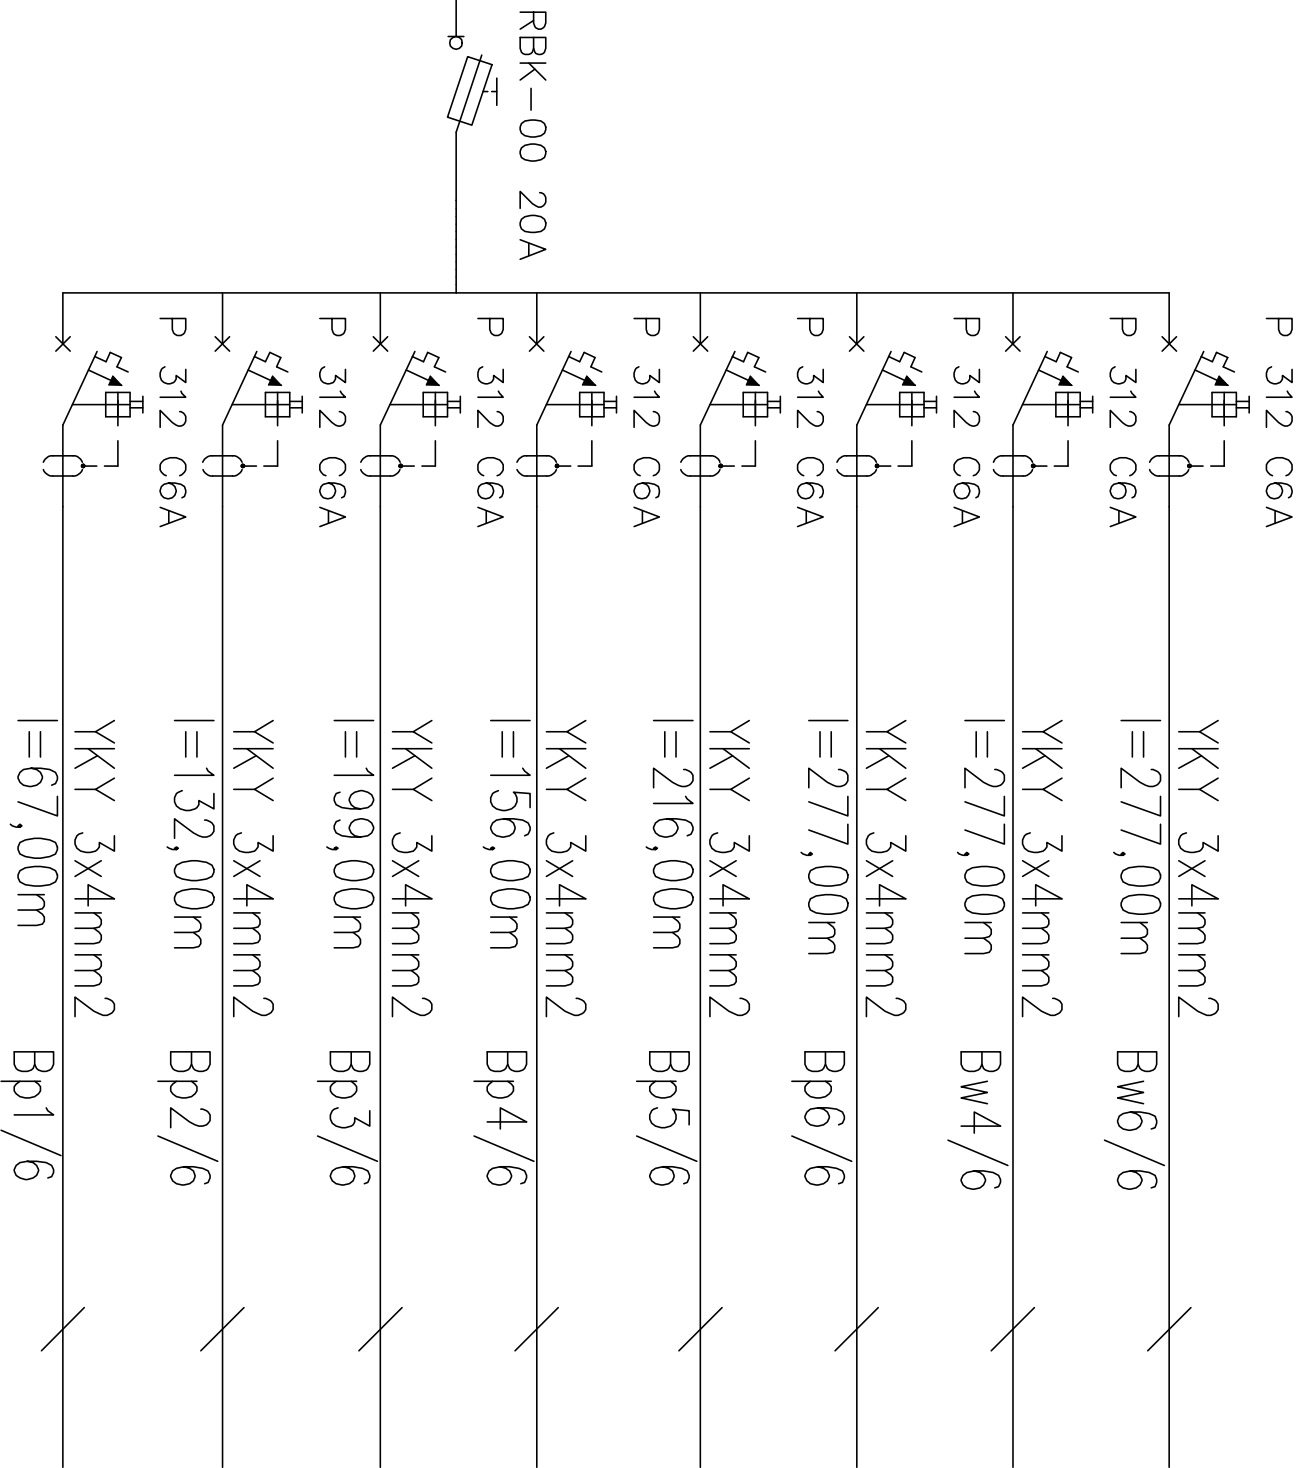 RBK-00 20A
P 312 C6A
P 312 C6A
P 312 C6A
P 312 C6A
P 312 C6A
P 312 C6A
P 312 C6A
P 312 C6A
YKY 3x4mm2
l=67,00m
Bp1/6
YKY 3x4mm2
l=132,00m
Bp2/6
YKY 3x4mm2
l=199,00m
Bp3/6
YKY 3x4mm2
l=156,00m
Bp4/6
YKY 3x4mm2
l=216,00m
Bp5/6
YKY 3x4mm2
l=277,00m
Bp6/6
YKY 3x4mm2
l=277,00m
Bw4/6
YKY 3x4mm2
l=277,00m
Bw6/6